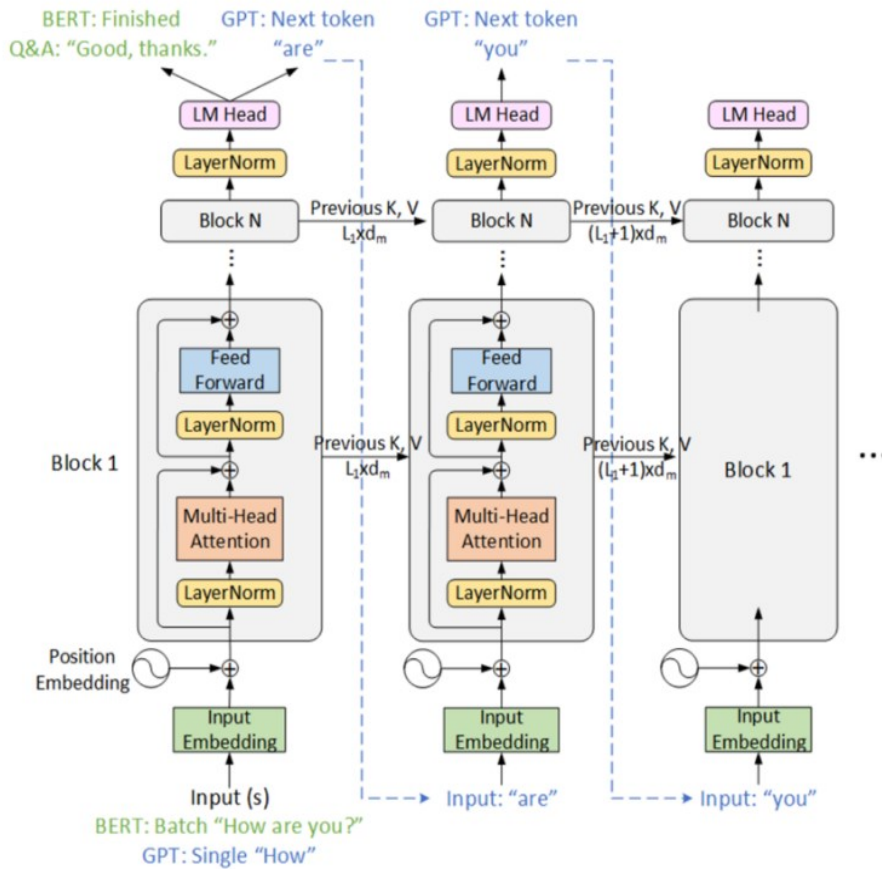 BERT: Finished
Q&A: “Good, thanks.”
GPT: Next token
“are”
GPT: Next token
“you”
LM Head
LM Head
LM Head
LayerNorm
LayerNorm
LayerNorm
Block N
Previous K, V
L₁xdₘ
Block N
Previous K, V
(L₁+1)xdₘ
Block N
Block 1
Feed
Forward
LayerNorm
Multi-Head
Attention
LayerNorm
Previous K, V
L₁xdₘ
Feed
Forward
LayerNorm
Multi-Head
Attention
LayerNorm
Previous K, V
(L₁+1)xdₘ
Block 1
...
Position
Embedding
Input
Embedding
Input
Embedding
Input
Embedding
Input (s)
BERT: Batch “How are you?”
GPT: Single “How”
Input: “are”
Input: “you”